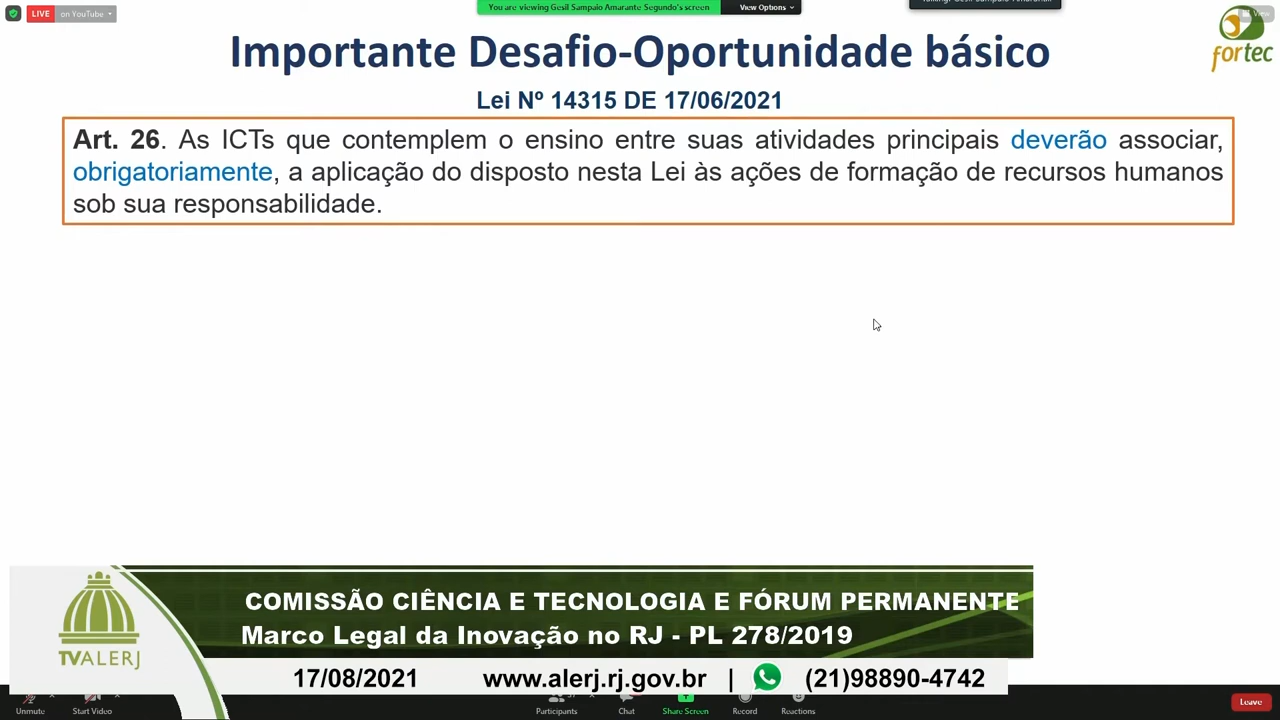 LIVE on YouTube
You are viewing Gesil Sampaio Amarante Segundo's screen
View Options
View
fortec
Importante Desafio-Oportunidade básico
Lei Nº 14315 DE 17/06/2021
Art. 26. As ICTs que contemplem o ensino entre suas atividades principais deverão associar,
obrigatoriamente, a aplicação do disposto nesta Lei às ações de formação de recursos humanos
sob sua responsabilidade.
COMISSÃO CIÊNCIA E TECNOLOGIA E FÓRUM PERMANENTE
Marco Legal da Inovação no RJ - PL 278/2019
TVALERJ
17/08/2021 www.alerj.rj.gov.br | (21)98890-4742
Unmute Start Video Participants Chat Share Screen Record Reactions Leave